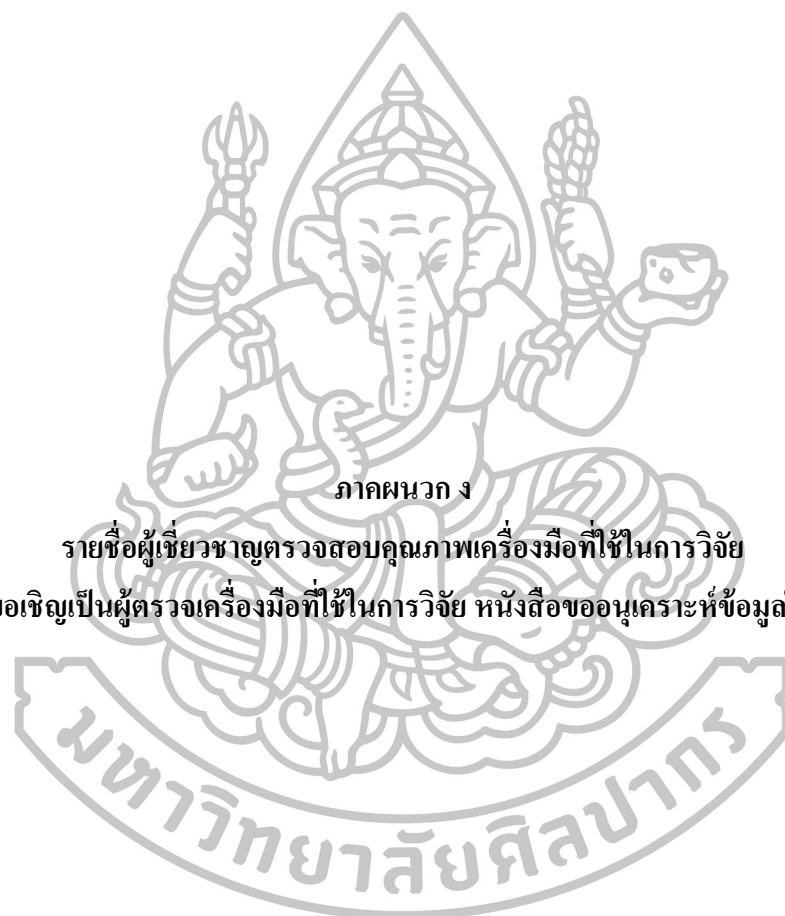 ภาคผนวก ง
รายชื่อผู้เชี่ยวชาญตรวจสอบคุณภาพเครื่องมือที่ใช้ในการวิจัย
อเชิญเป็นผู้ตรวจเครื่องมือที่ใช้ในการวิจัย หนังสือขออนุเคราะห์ข้อมูล
มหาวิทยาลัยศิลปากร